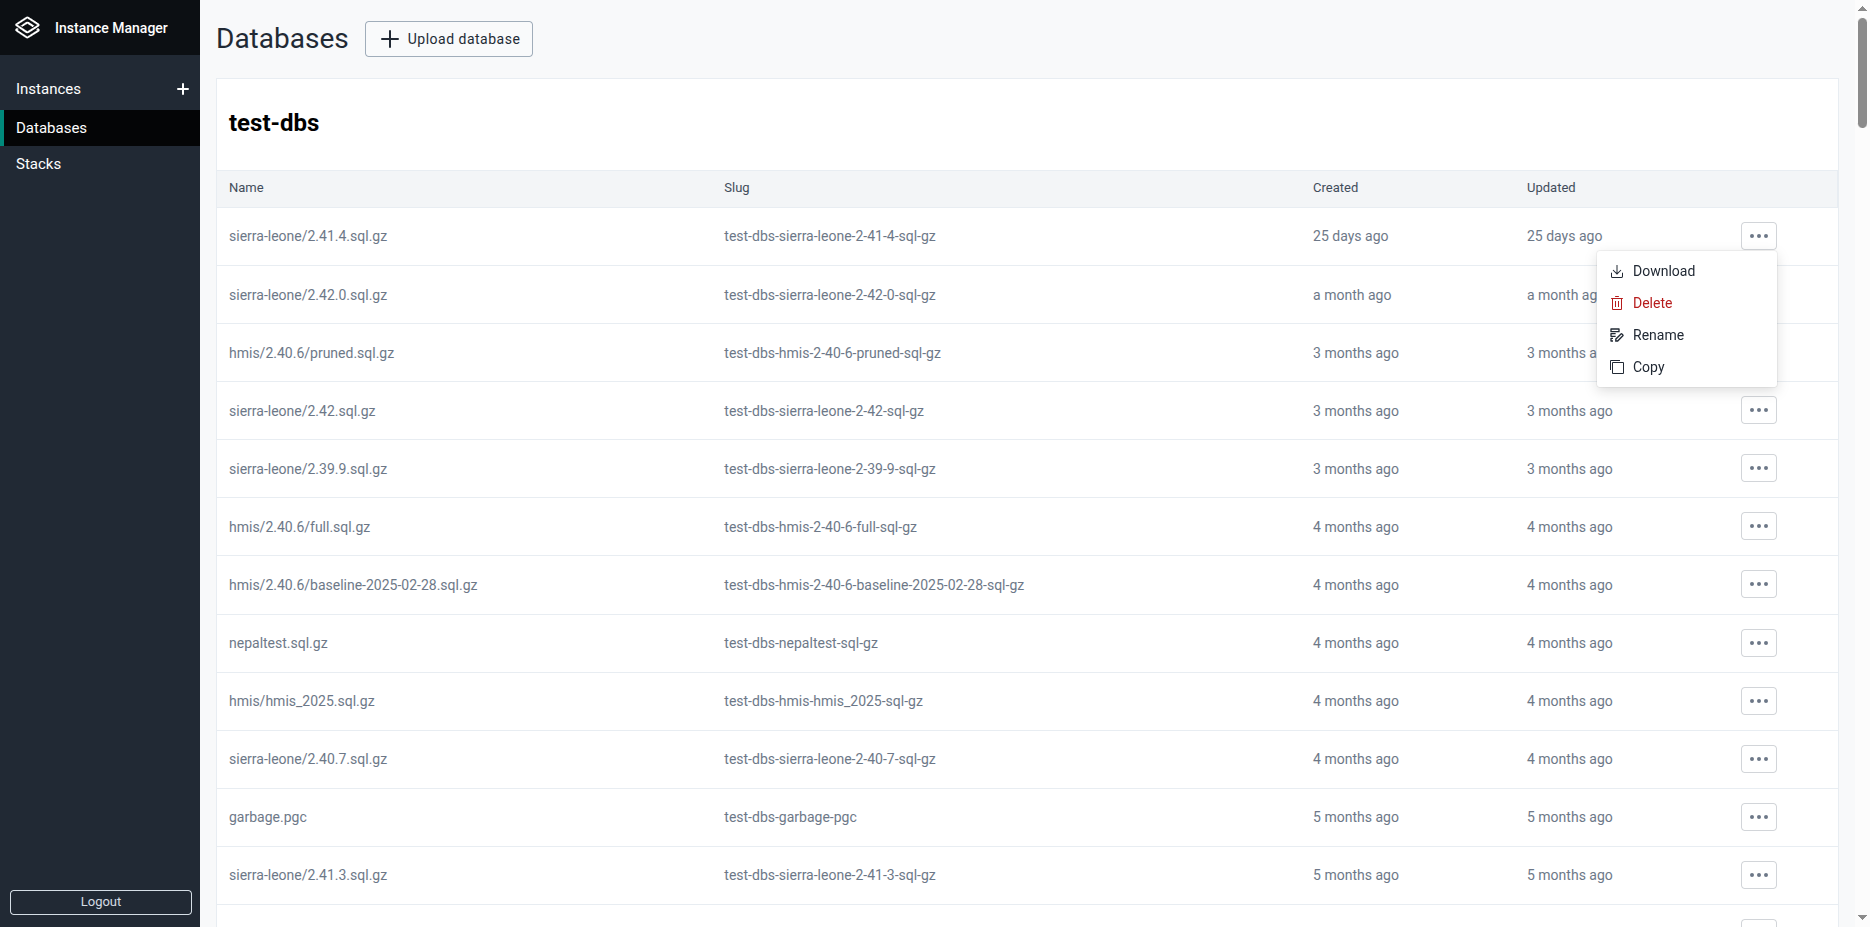 Instance Manager
Instances
Databases
Stacks
Logout
Databases
Upload database
test-dbs
Name Slug Created Updated
sierra-leone/2.41.4.sql.gz test-dbs-sierra-leone-2-41-4-sql-gz 25 days ago 25 days ago
Download
Delete
Rename
Copy
sierra-leone/2.42.0.sql.gz test-dbs-sierra-leone-2-42-0-sql-gz a month ago a month ag
hmis/2.40.6/pruned.sql.gz test-dbs-hmis-2-40-6-pruned-sql-gz 3 months ago 3 months a
sierra-leone/2.42.sql.gz test-dbs-sierra-leone-2-42-sql-gz 3 months ago 3 months ago
sierra-leone/2.39.9.sql.gz test-dbs-sierra-leone-2-39-9-sql-gz 3 months ago 3 months ago
hmis/2.40.6/full.sql.gz test-dbs-hmis-2-40-6-full-sql-gz 4 months ago 4 months ago
hmis/2.40.6/baseline-2025-02-28.sql.gz test-dbs-hmis-2-40-6-baseline-2025-02-28-sql-gz 4 months ago 4 months ago
nepaltest.sql.gz test-dbs-nepaltest-sql-gz 4 months ago 4 months ago
hmis/hmis_2025.sql.gz test-dbs-hmis-hmis_2025-sql-gz 4 months ago 4 months ago
sierra-leone/2.40.7.sql.gz test-dbs-sierra-leone-2-40-7-sql-gz 4 months ago 4 months ago
garbage.pgc test-dbs-garbage-pgc 5 months ago 5 months ago
sierra-leone/2.41.3.sql.gz test-dbs-sierra-leone-2-41-3-sql-gz 5 months ago 5 months ago